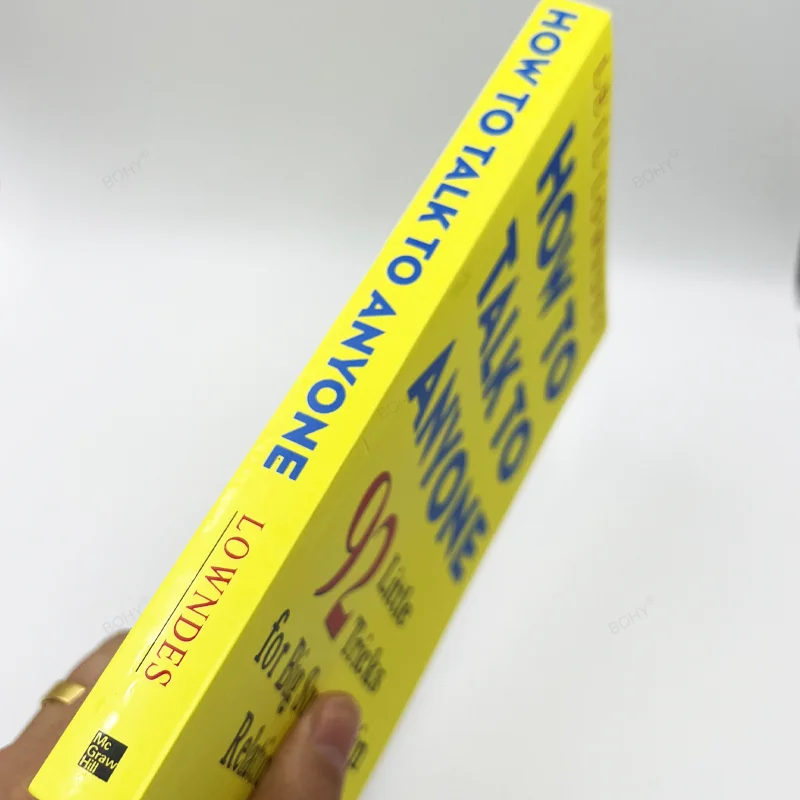 HOW TO TALK TO ANYONE
LOWNDES
Mc
Graw
Hill
HOW TO
TALK TO
ANYONE
92 Little Tricks
for Big
BOHY
BOHY
BOHY
BOHY